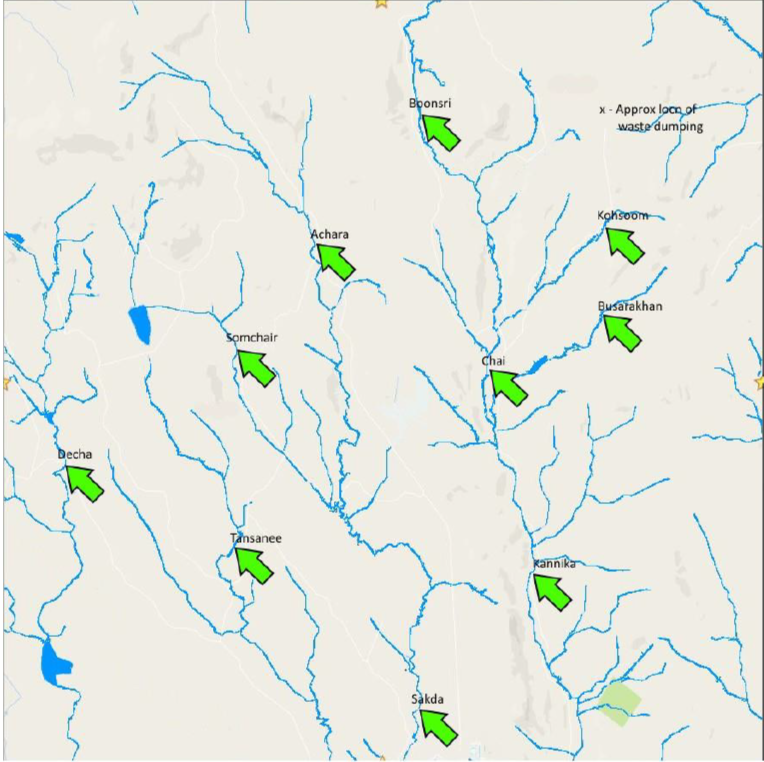 Boonsri
x - Approx locn of
waste dumping
Kohsoom
Achara
Busarakhan
Somchair
Chai
Decha
Tansanee
Kannika
Sakda